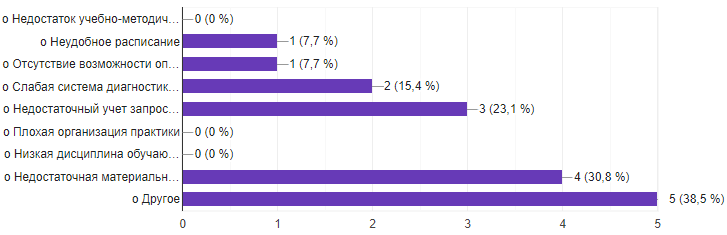 o Недостаток учебно-методич… 0 (0 %)
o Неудобное расписание 1 (7,7 %)
o Отсутствие возможности оп… 1 (7,7 %)
o Слабая система диагностик… 2 (15,4 %)
o Недостаточный учет запрос… 3 (23,1 %)
o Плохая организация практики 0 (0 %)
o Низкая дисциплина обучаю… 0 (0 %)
o Недостаточная материальн… 4 (30,8 %)
o Другое 5 (38,5 %)
0 1 2 3 4 5